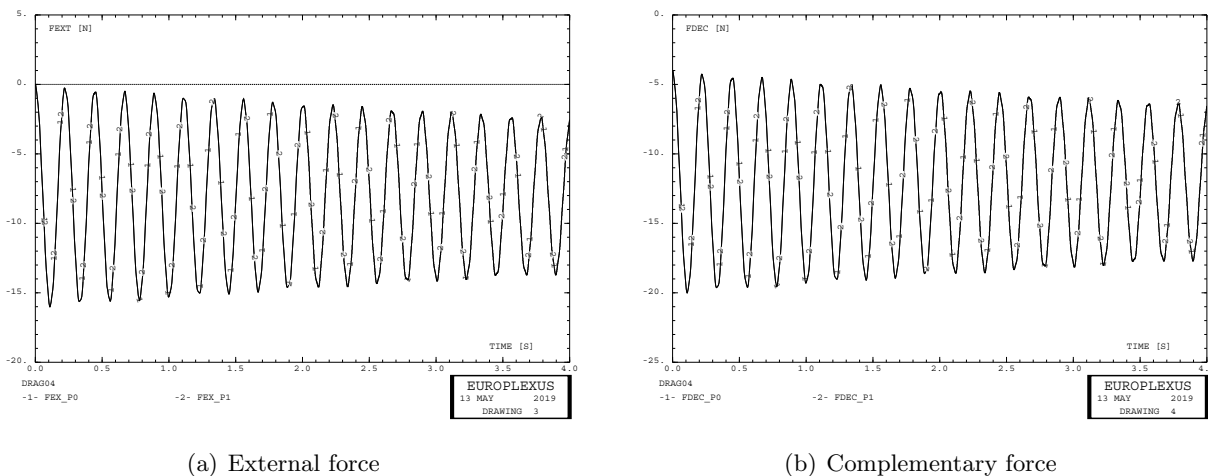 5.
FEXT [N]
0.
-5.
-10.
-15.
TIME [S]
-20.
0.0 0.5 1.0 1.5 2.0 2.5 3.0 3.5 4.0
DRAG04
-1- FEX_P0 -2- FEX_P1
EUROPLEXUS
13 MAY 2019
DRAWING 3
(a) External force
0.
FDEC [N]
-5.
-10.
-15.
-20.
TIME [S]
-25.
0.0 0.5 1.0 1.5 2.0 2.5 3.0 3.5 4.0
DRAG04
-1- FDEC_P0 -2- FDEC_P1
EUROPLEXUS
13 MAY 2019
DRAWING 4
(b) Complementary force